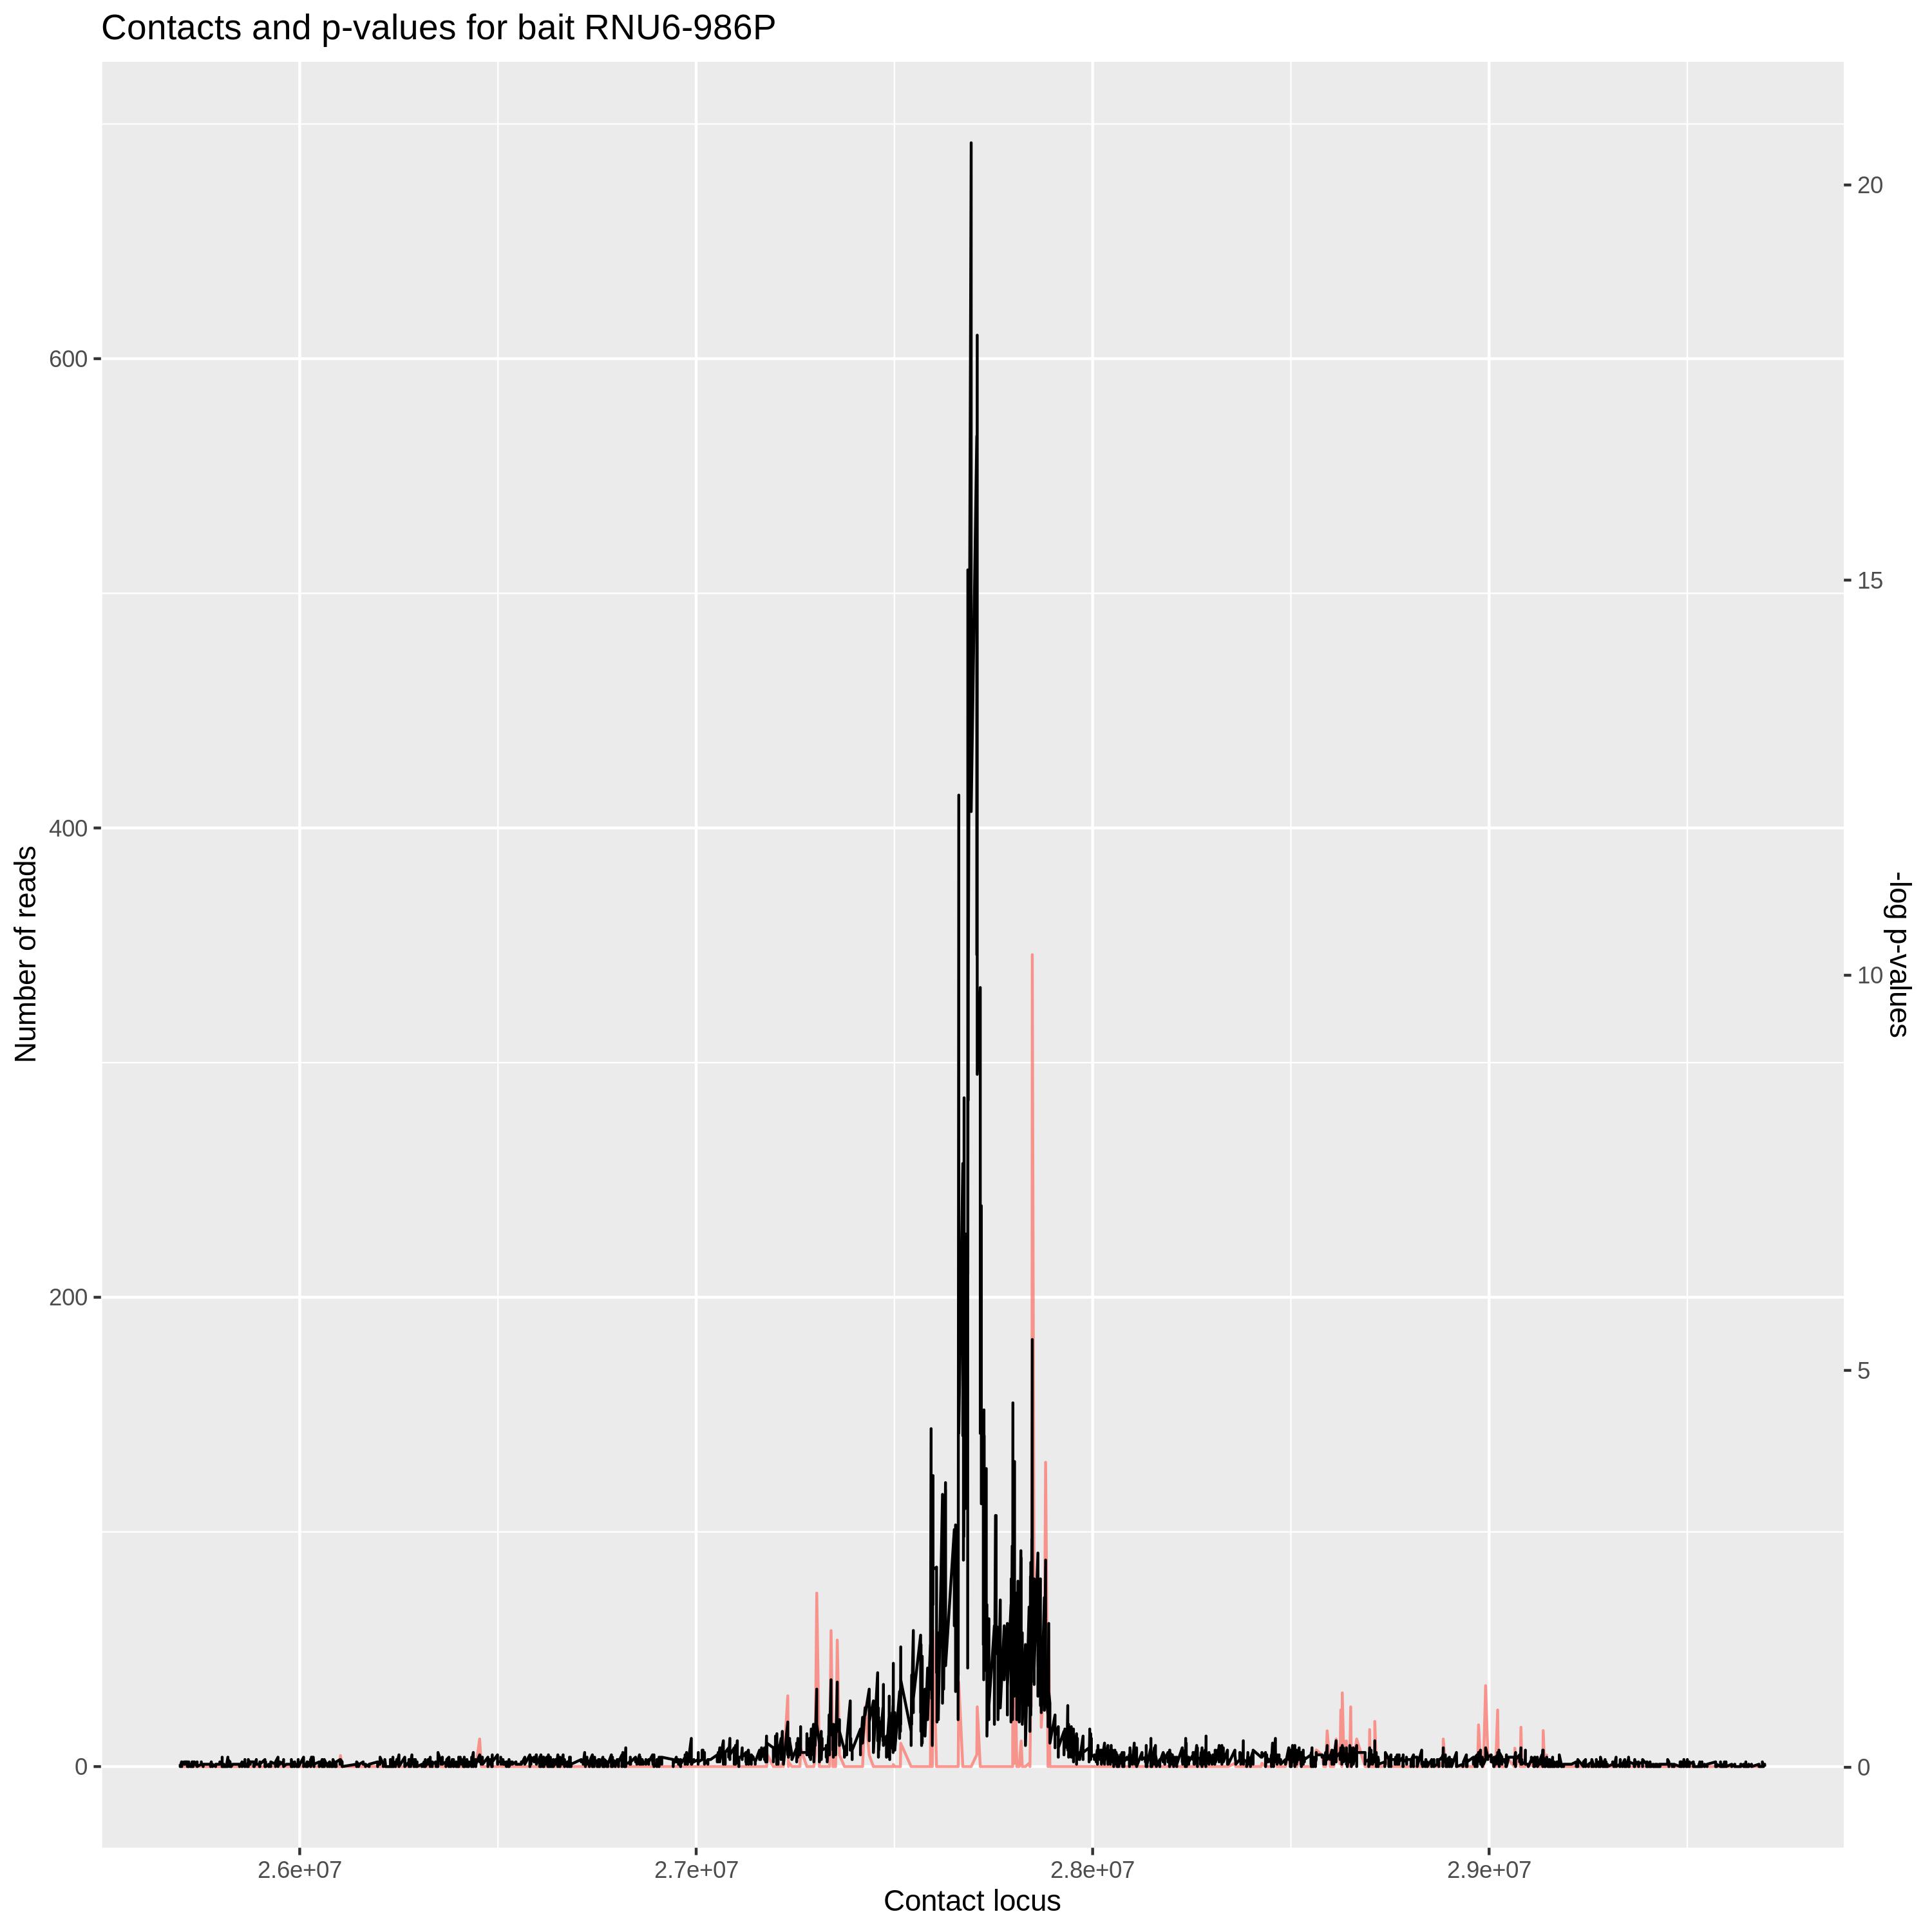 Contacts and p-values for bait RNU6-986P
Number of reads
600
400
200
0
20
15
10
5
0
-log p-values
2.6e+07
2.7e+07
2.8e+07
2.9e+07
Contact locus